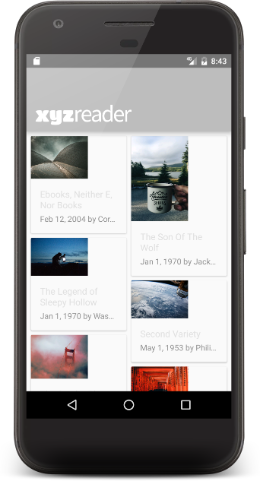 8:43
xyzreader
Ebooks, Neither E,
Nor Books
Feb 12, 2004 by Cor...
The Son Of The
Wolf
Jan 1, 1970 by Jack...
The Legend of
Sleepy Hollow
Jan 1, 1970 by Was...
Second Variety
May 1, 1953 by Phili...